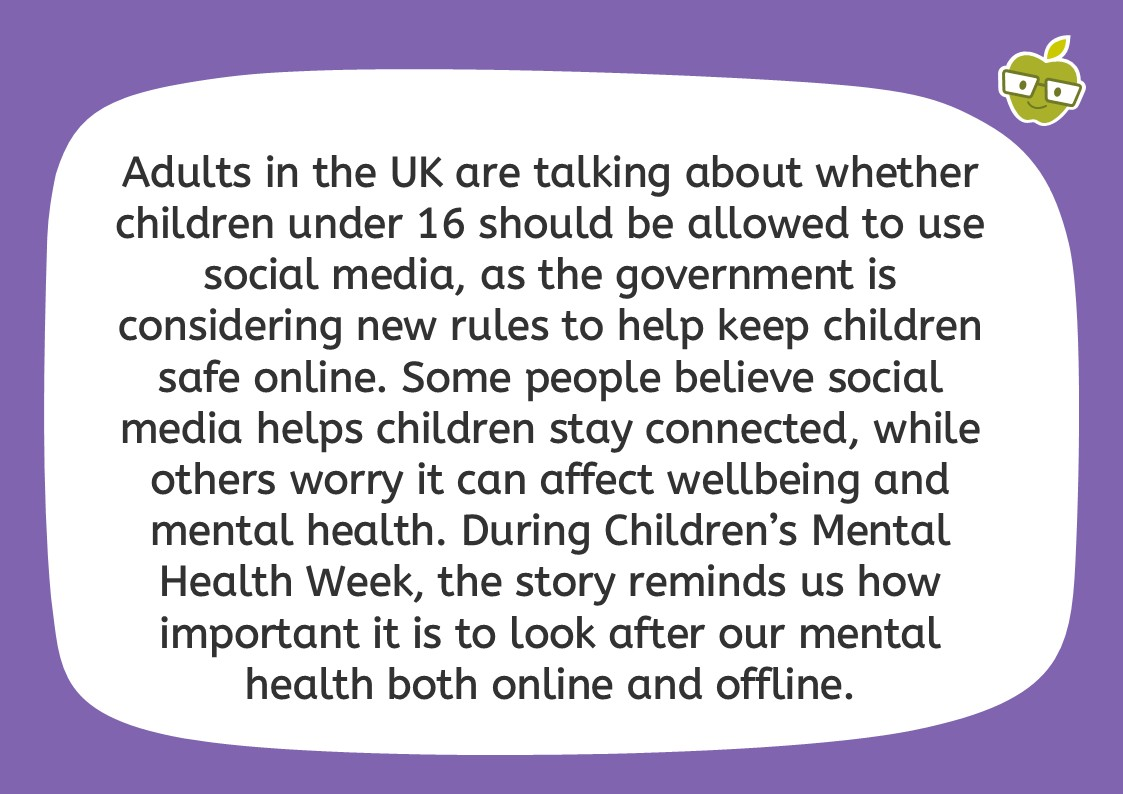 Adults in the UK are talking about whether
children under 16 should be allowed to use
social media, as the government is
considering new rules to help keep children
safe online. Some people believe social
media helps children stay connected, while
others worry it can affect wellbeing and
mental health. During Children’s Mental
Health Week, the story reminds us how
important it is to look after our mental
health both online and offline.